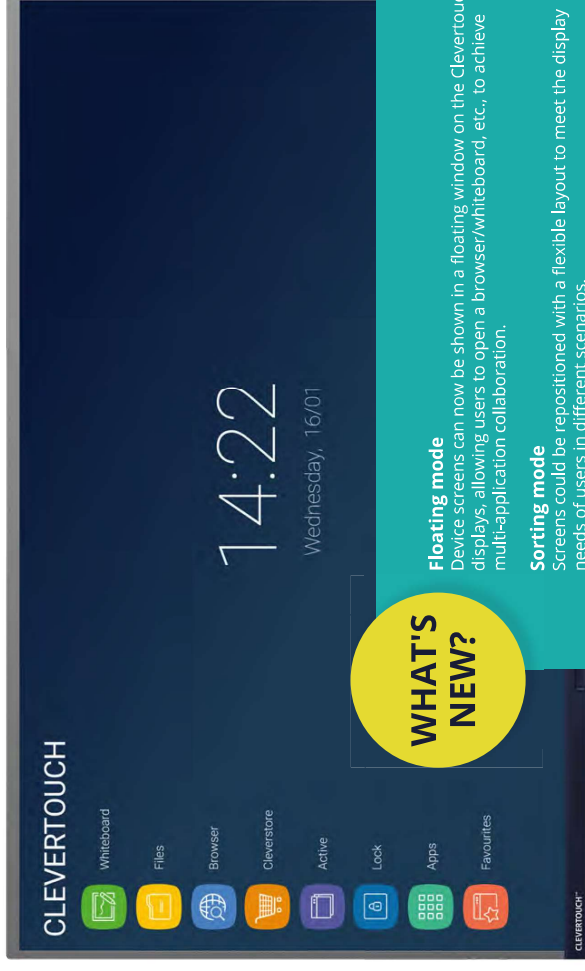 CLEVERTOUCH
Whiteboard
Files
Browser
Cleverstore
Active
Lock
Apps
Favourites
14:22
Wednesday, 16/01
WHAT'S
NEW?
Floating mode
Device screens can now be shown in a floating window on the Clevertouc
displays, allowing users to open a browser/whiteboard, etc., to achieve
multi-application collaboration.
Sorting mode
Screens could be repositioned with a flexible layout to meet the display
needs of users in different scenarios.
CLEVERTOUCH™